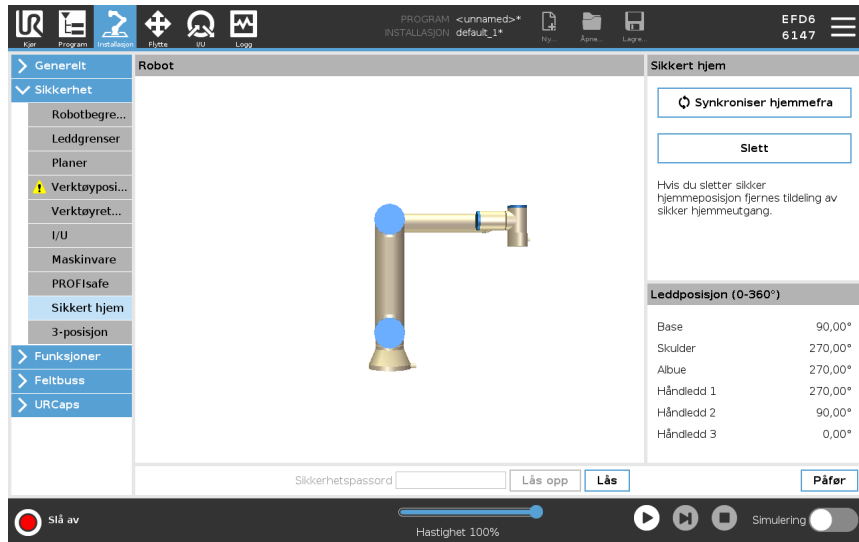 PROGRAM <unnamed>*
INSTALLASJON default_1*
EFD6
6147
UR
Kjør
Program
Installasjon
Flytte
I/U
Logg
Ny...
Åpne...
Lagre...
Generelt
Sikkerhet
Robotbegre...
Leddgrenser
Planer
Verktøyposi...
Verktøyret...
I/U
Maskinvare
PROFIsafe
Sikkert hjem
3-posisjon
Funksjoner
Feltbuss
URCaps
Robot
Sikkert hjem
Synkroniser hjemmefra
Slett
Hvis du sletter sikker
hjemmeposisjon fjernes tildeling av
sikker hjemmeutgang.
Leddposisjon (0-360°)
Base 90,00°
Skulder 270,00°
Albue 270,00°
Håndledd 1 270,00°
Håndledd 2 90,00°
Håndledd 3 0,00°
Sikkerhetspassord Lås opp Lås
Påfør
Slå av
Hastighet 100%
Simulering